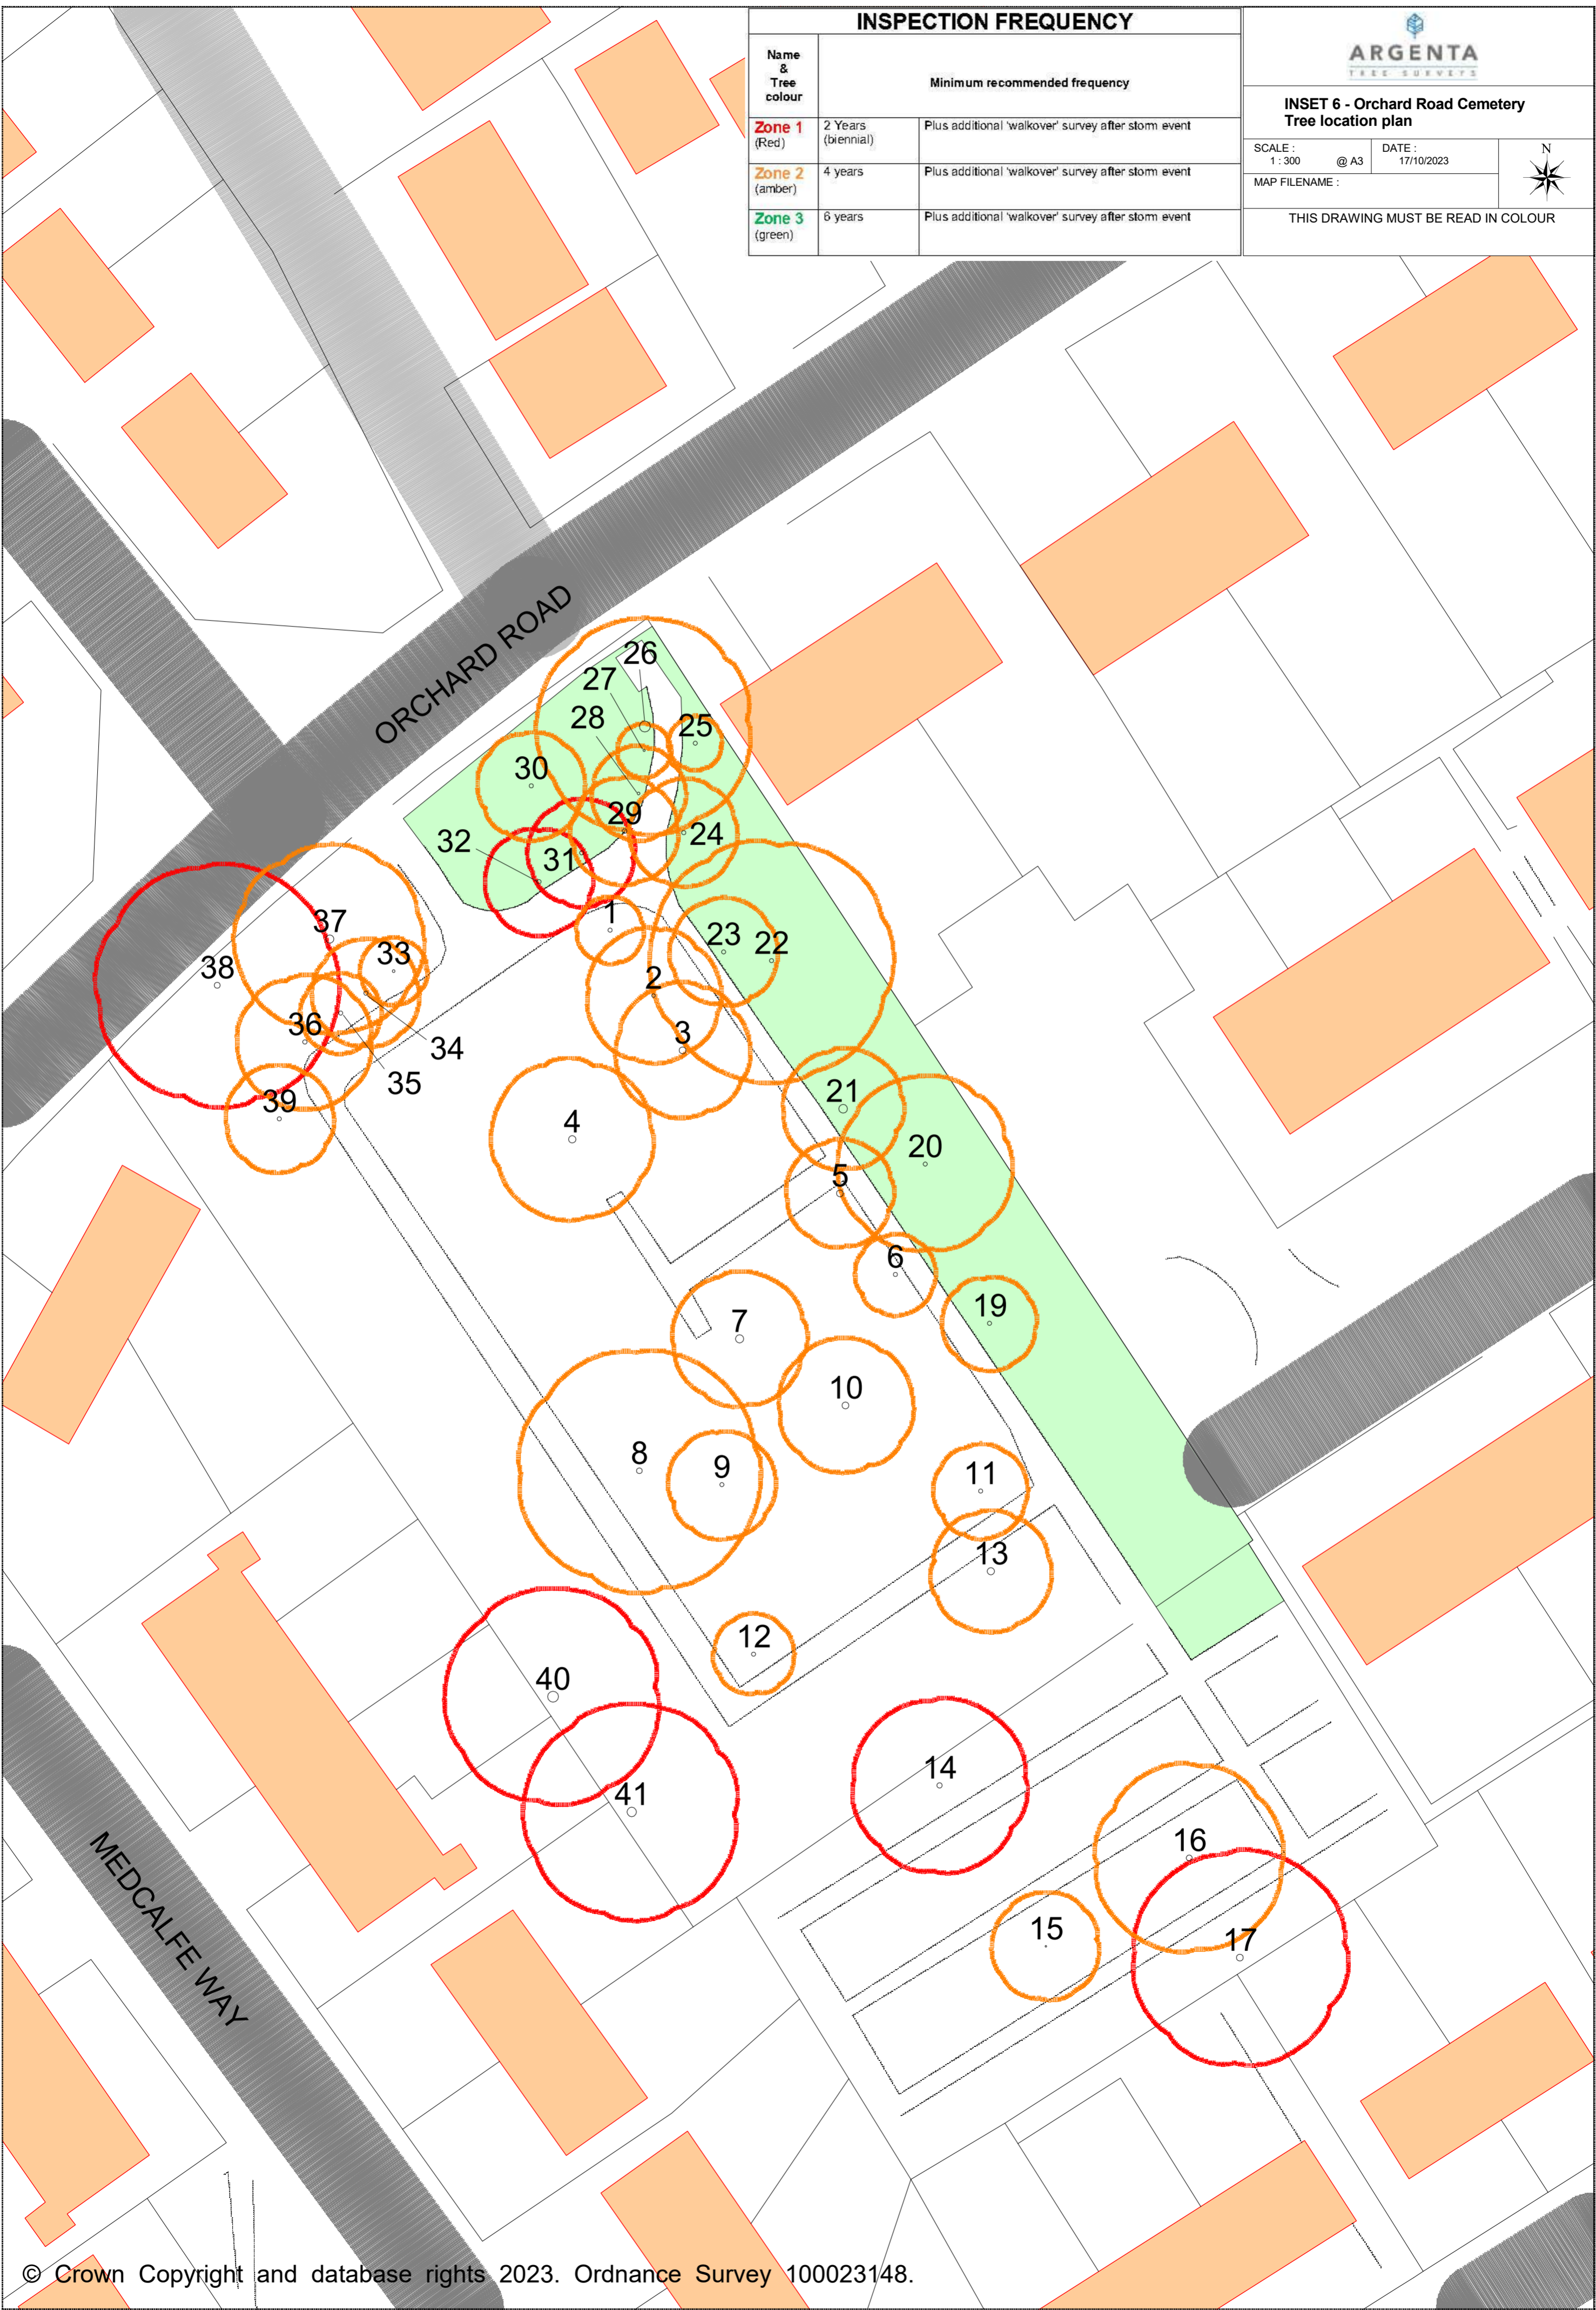 INSPECTION FREQUENCY
Name
&
Tree
colour
Minimum recommended frequency
Zone 1
(Red)
2 Years
(biennial)
Plus additional 'walkover' survey after storm event
Zone 2
(amber)
4 years
Plus additional 'walkover' survey after storm event
Zone 3
(green)
6 years
Plus additional 'walkover' survey after storm event
ARGENTA
TREE SURVEYS
INSET 6 - Orchard Road Cemetery
Tree location plan
SCALE :
1 : 300 @ A3
DATE :
17/10/2023
N
MAP FILENAME :
THIS DRAWING MUST BE READ IN COLOUR
ORCHARD ROAD
26
27
28
25
30
29
24
32
31
1
37
23
22
33
38
2
36
3
34
35
39
21
4
20
5
6
19
7
10
8
9
11
13
12
40
14
41
16
15
17
MEDCALFE WAY
© Crown Copyright and database rights 2023. Ordnance Survey 100023148.